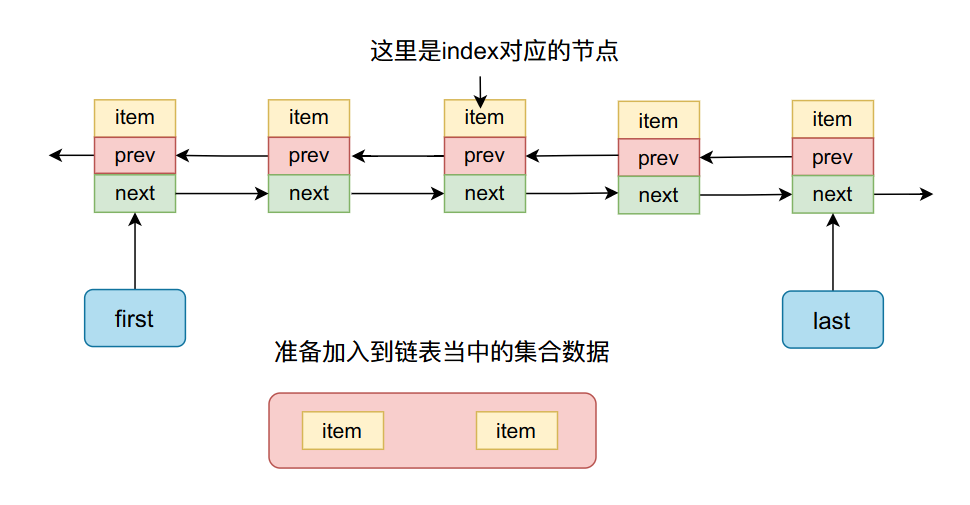 这里是index对应的节点
item item item item item
prev prev prev prev prev
next next next next next
first last
准备加入到链表当中的集合数据
item item